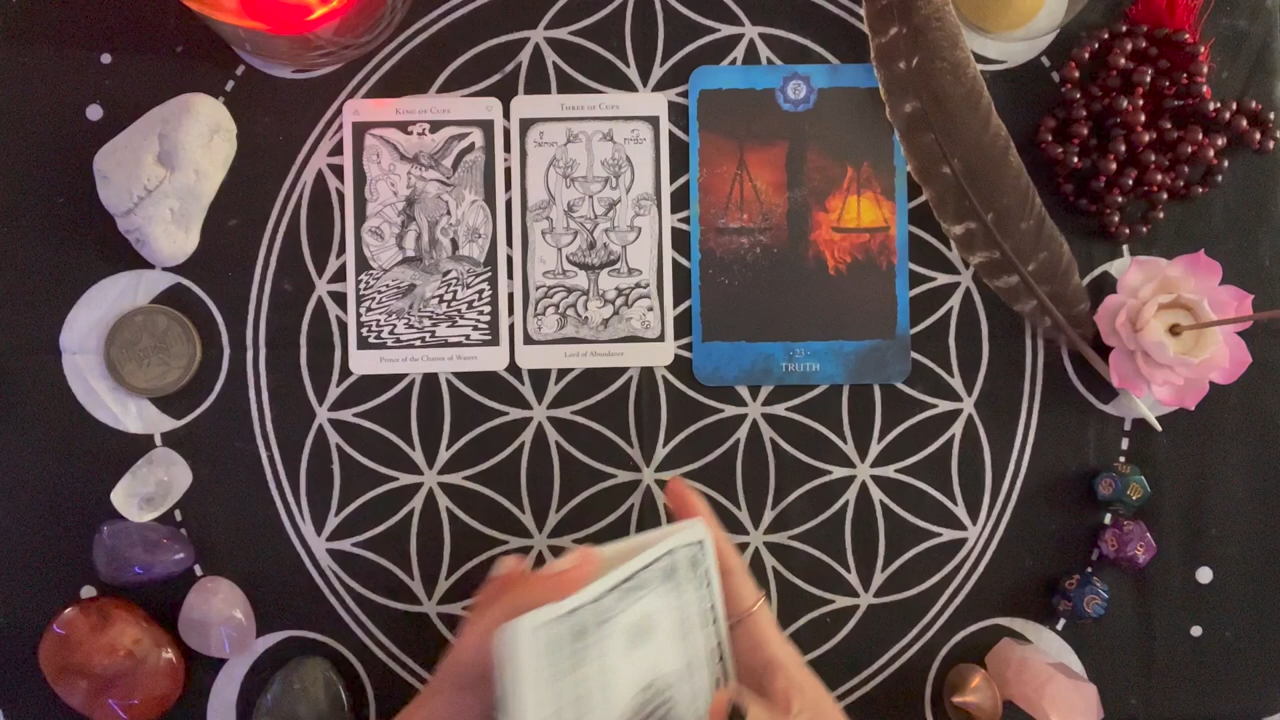 KING OF CUPS
Prince of the Chariot of Waters
THREE OF CUPS
Lord of Abundance
· 23 ·
TRUTH